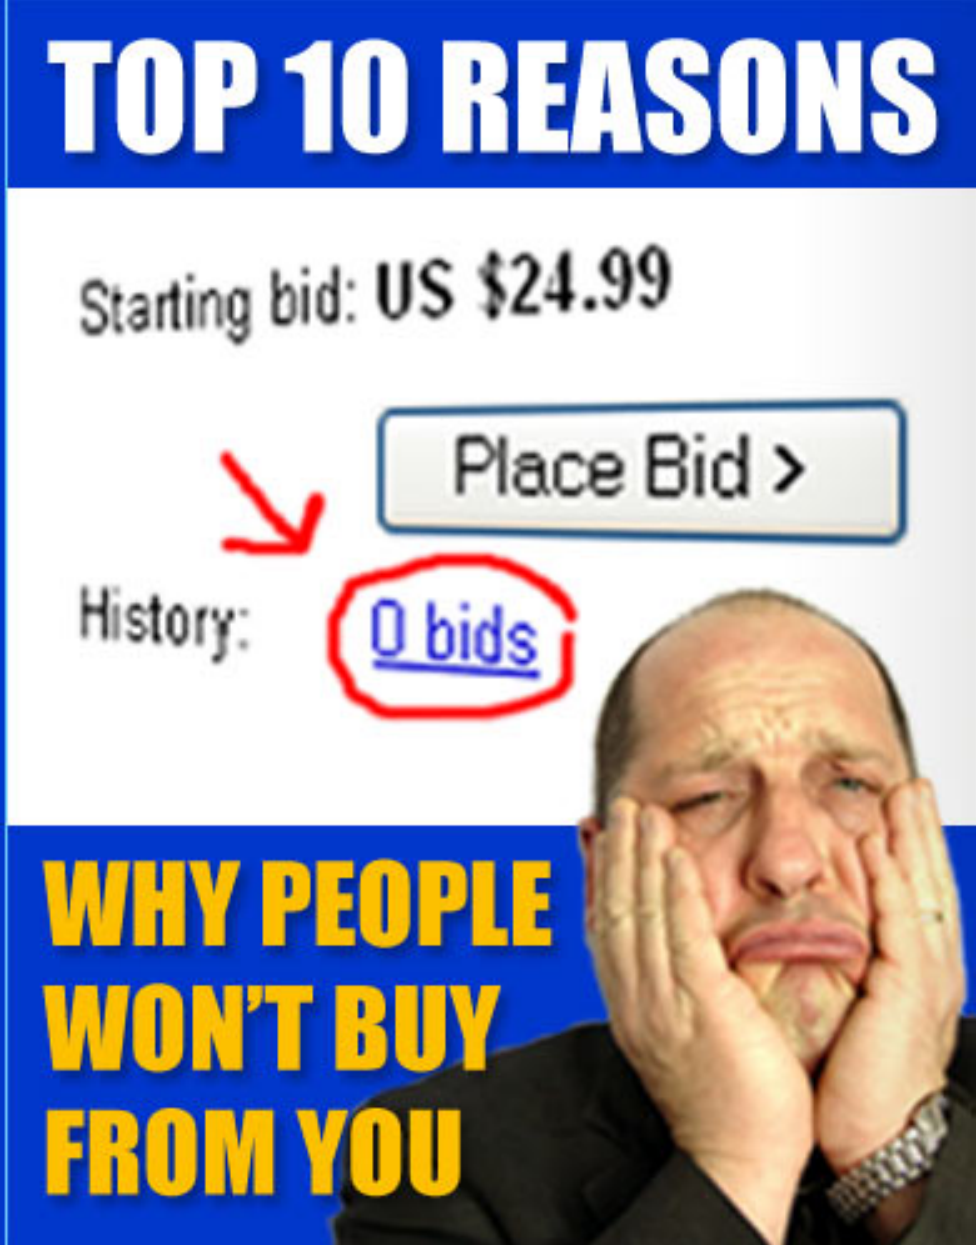 TOP 10 REASONS
Starting bid: US $24.99
Place Bid >
History: 0 bids
WHY PEOPLE
WON'T BUY
FROM YOU